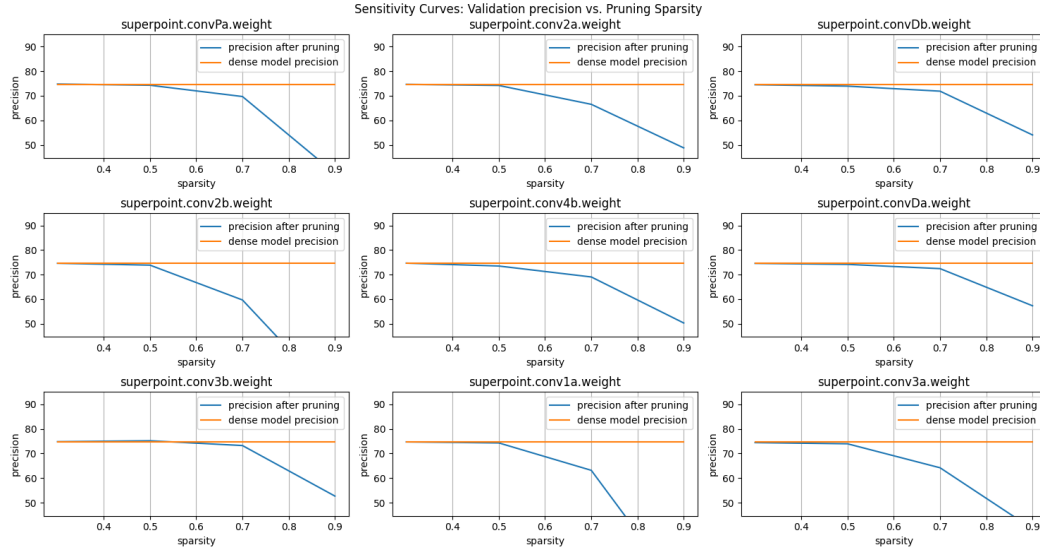 Sensitivity Curves: Validation precision vs. Pruning Sparsity
superpoint.convPa.weight
precision
90
80
70
60
50
precision after pruning
dense model precision
0.4 0.5 0.6 0.7 0.8 0.9
sparsity
superpoint.conv2a.weight
precision
90
80
70
60
50
precision after pruning
dense model precision
0.4 0.5 0.6 0.7 0.8 0.9
sparsity
superpoint.convDb.weight
precision
90
80
70
60
50
precision after pruning
dense model precision
0.4 0.5 0.6 0.7 0.8 0.9
sparsity
superpoint.conv2b.weight
precision
90
80
70
60
50
precision after pruning
dense model precision
0.4 0.5 0.6 0.7 0.8 0.9
sparsity
superpoint.conv4b.weight
precision
90
80
70
60
50
precision after pruning
dense model precision
0.4 0.5 0.6 0.7 0.8 0.9
sparsity
superpoint.convDa.weight
precision
90
80
70
60
50
precision after pruning
dense model precision
0.4 0.5 0.6 0.7 0.8 0.9
sparsity
superpoint.conv3b.weight
precision
90
80
70
60
50
precision after pruning
dense model precision
0.4 0.5 0.6 0.7 0.8 0.9
sparsity
superpoint.conv1a.weight
precision
90
80
70
60
50
precision after pruning
dense model precision
0.4 0.5 0.6 0.7 0.8 0.9
sparsity
superpoint.conv3a.weight
precision
90
80
70
60
50
precision after pruning
dense model precision
0.4 0.5 0.6 0.7 0.8 0.9
sparsity